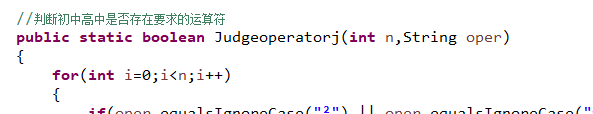 //判断初中高中是否存在要求的运算符
public static boolean Judgeoperatorj(int n,String oper)
{
for(int i=0;i<n;i++)
{
if(oper.equalsIgnoreCase("²") || oper.equalsIgnoreCase("